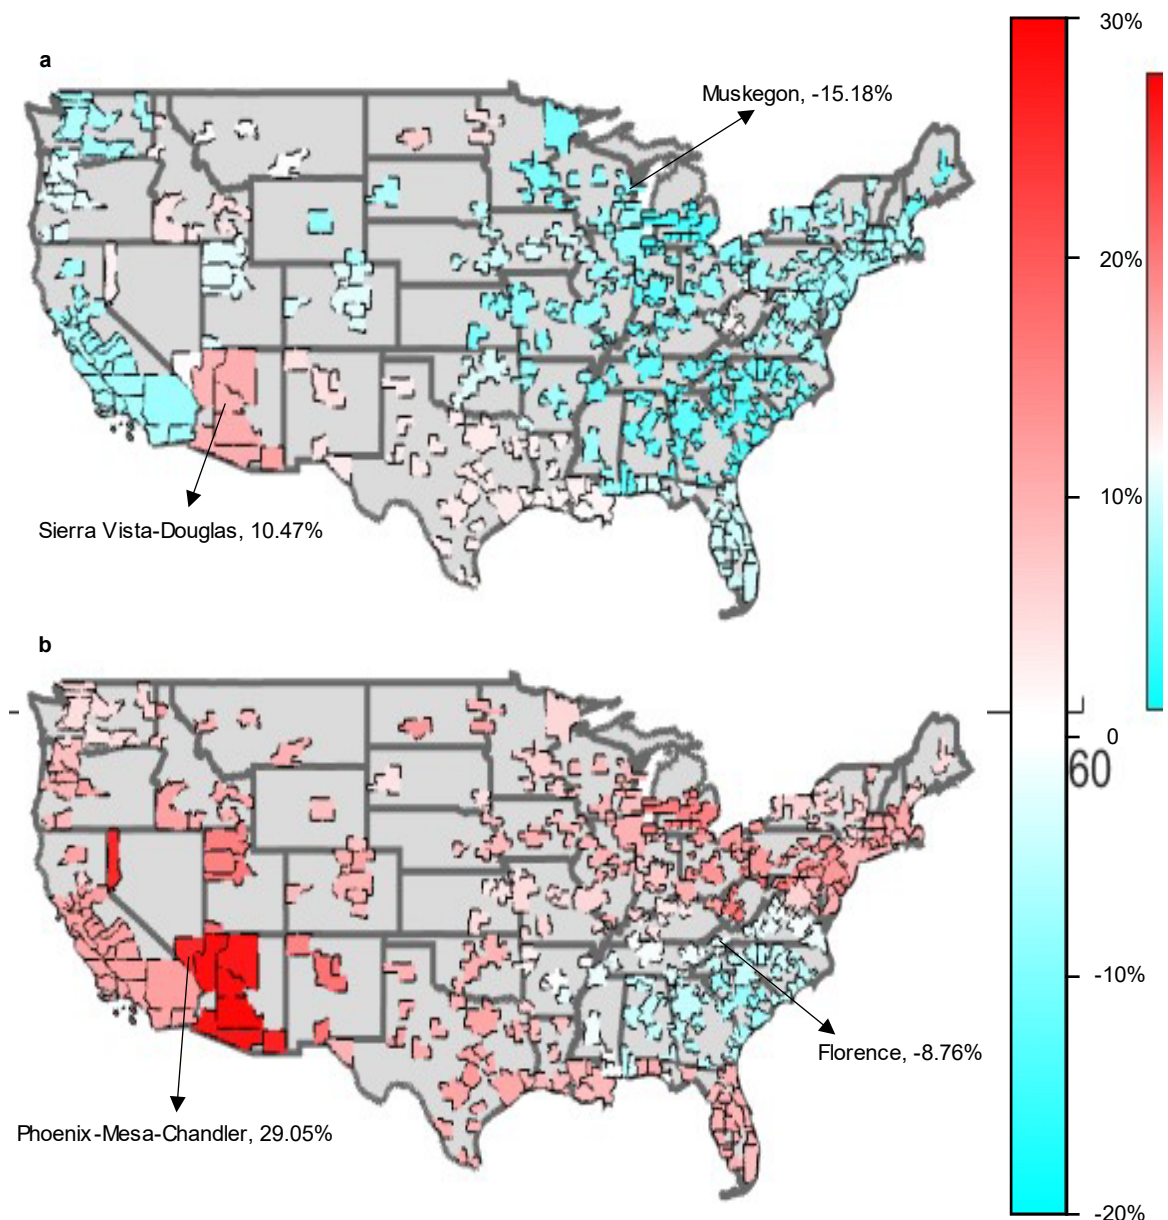 a
Muskegon, -15.18%
Sierra Vista-Douglas, 10.47%
b
Florence, -8.76%
Phoenix-Mesa-Chandler, 29.05%
30%
20%
10%
0
60
-10%
-20%